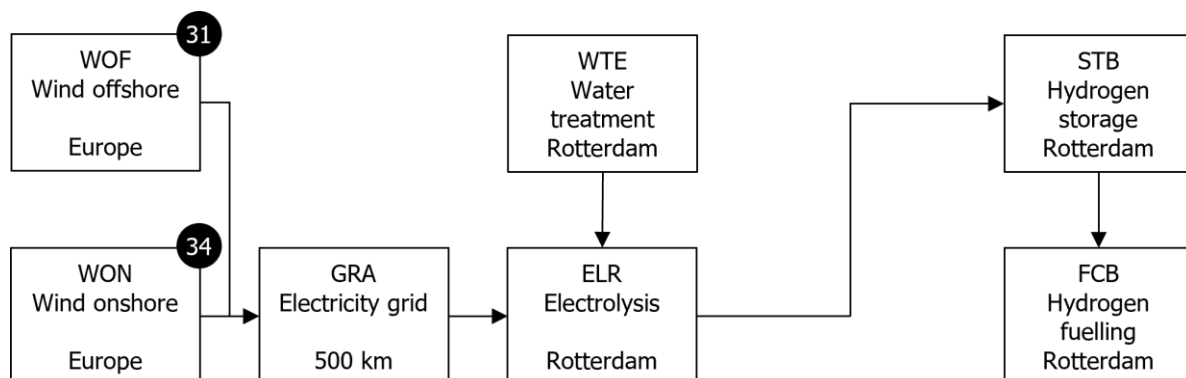 31
WOF
Wind offshore
Europe
WTE
Water
treatment
Rotterdam
STB
Hydrogen
storage
Rotterdam
34
WON
Wind onshore
Europe
GRA
Electricity grid
500 km
ELR
Electrolysis
Rotterdam
FCB
Hydrogen
fuelling
Rotterdam